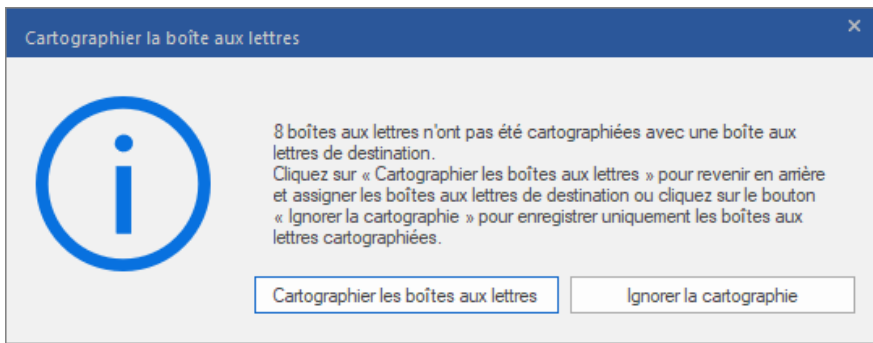 Cartographier la boîte aux lettres
8 boîtes aux lettres n'ont pas été cartographiées avec une boîte aux
lettres de destination.
Cliquez sur « Cartographier les boîtes aux lettres » pour revenir en arrière
et assigner les boîtes aux lettres de destination ou cliquez sur le bouton
« Ignorer la cartographie » pour enregistrer uniquement les boîtes aux
lettres cartographiées.
Cartographier les boîtes aux lettres
Ignorer la cartographie